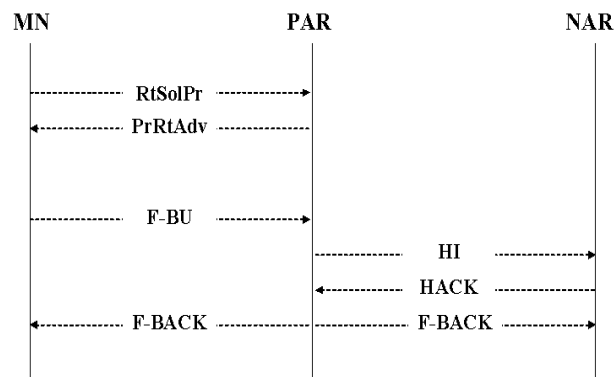 MN PAR NAR
RtSolPr
PrRtAdv
F-BU
HI
HACK
F-BACK F-BACK